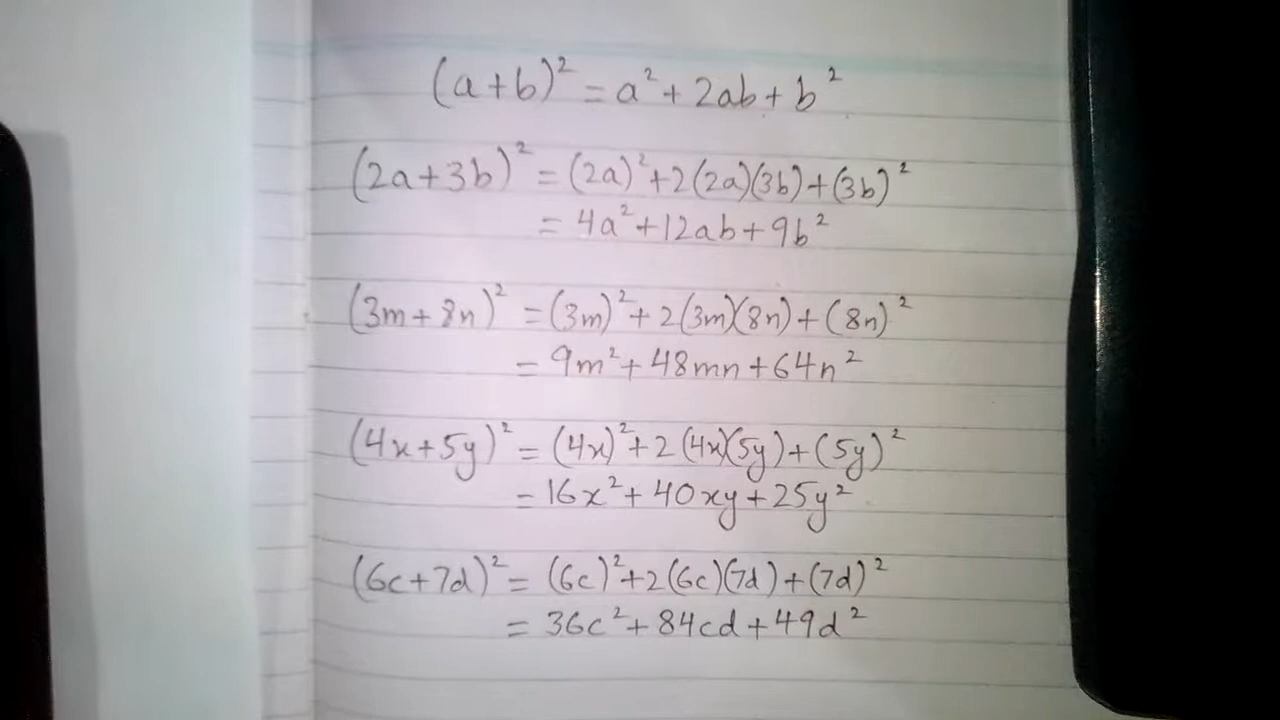 (a+b)² = a² + 2ab + b²
(2a+3b)² = (2a)² + 2(2a)(3b) + (3b)²
= 4a² + 12ab + 9b²
(3m+8n)² = (3m)² + 2(3m)(8n) + (8n)²
= 9m² + 48mn + 64n²
(4x+5y)² = (4x)² + 2(4x)(5y) + (5y)²
= 16x² + 40xy + 25y²
(6c+7d)² = (6c)² + 2(6c)(7d) + (7d)²
= 36c² + 84cd + 49d²